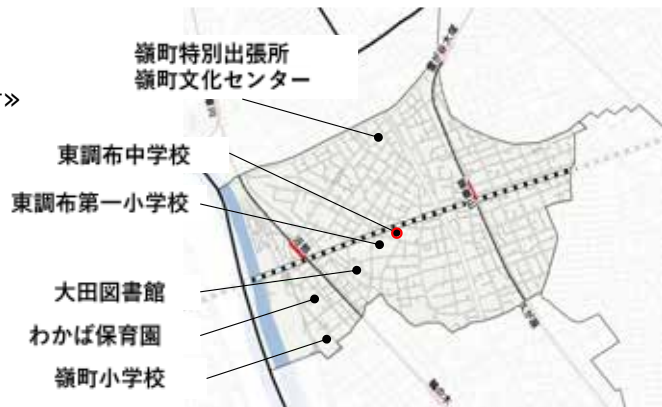 嶺町特別出張所
嶺町文化センター
»
東調布中学校
東調布第一小学校
大田図書館
わかば保育園
嶺町小学校